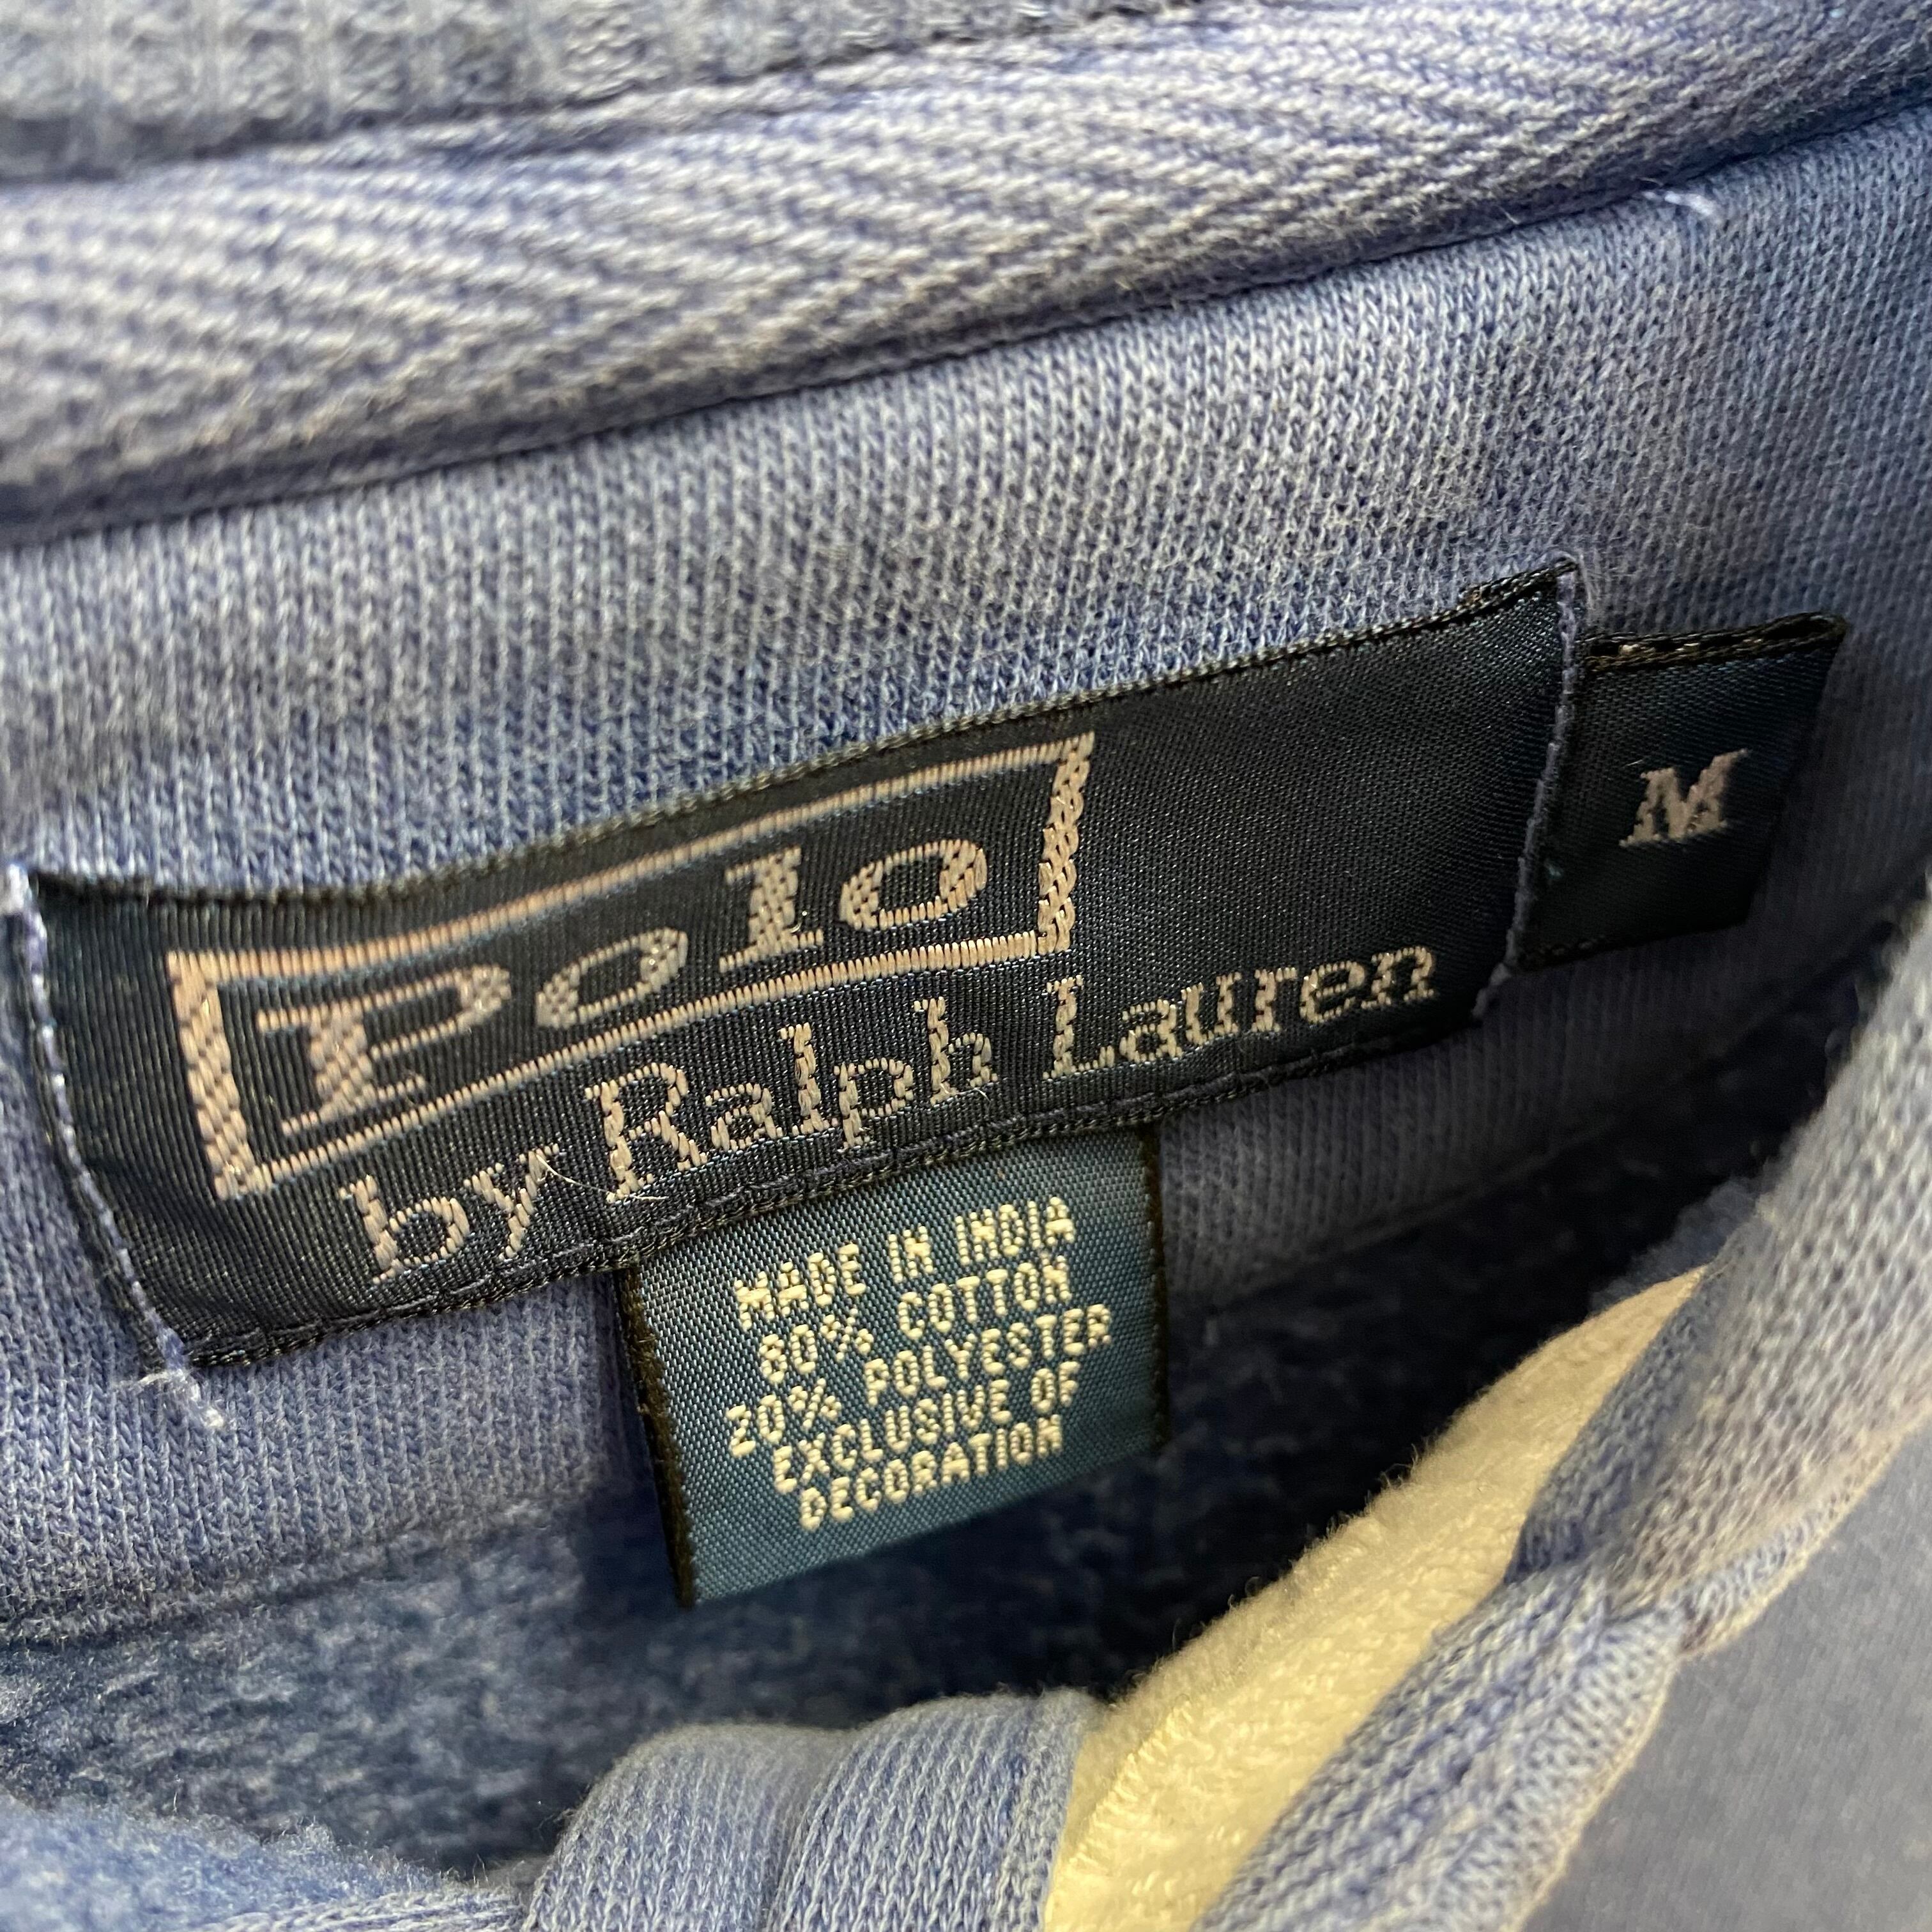 Polo
by Ralph Lauren
M
MADE IN INDIA
80% COTTON
20% POLYESTER
EXCLUSIVE OF
DECORATION